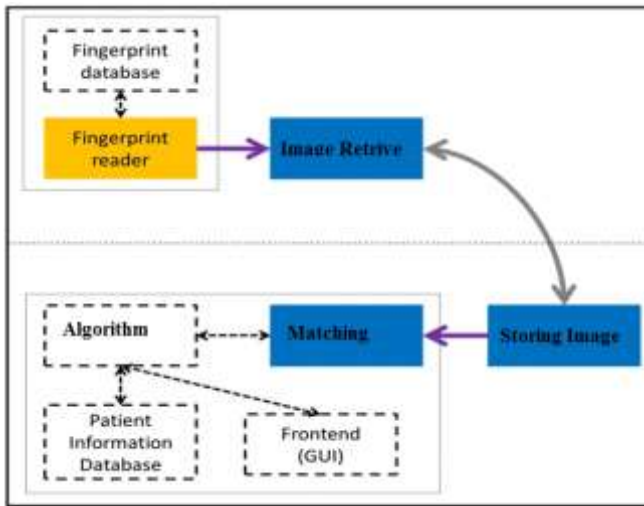 Fingerprint
database
Fingerprint
reader
Image Retrive
Algorithm
Matching
Storing Image
Patient
Information
Database
Frontend
(GUI)